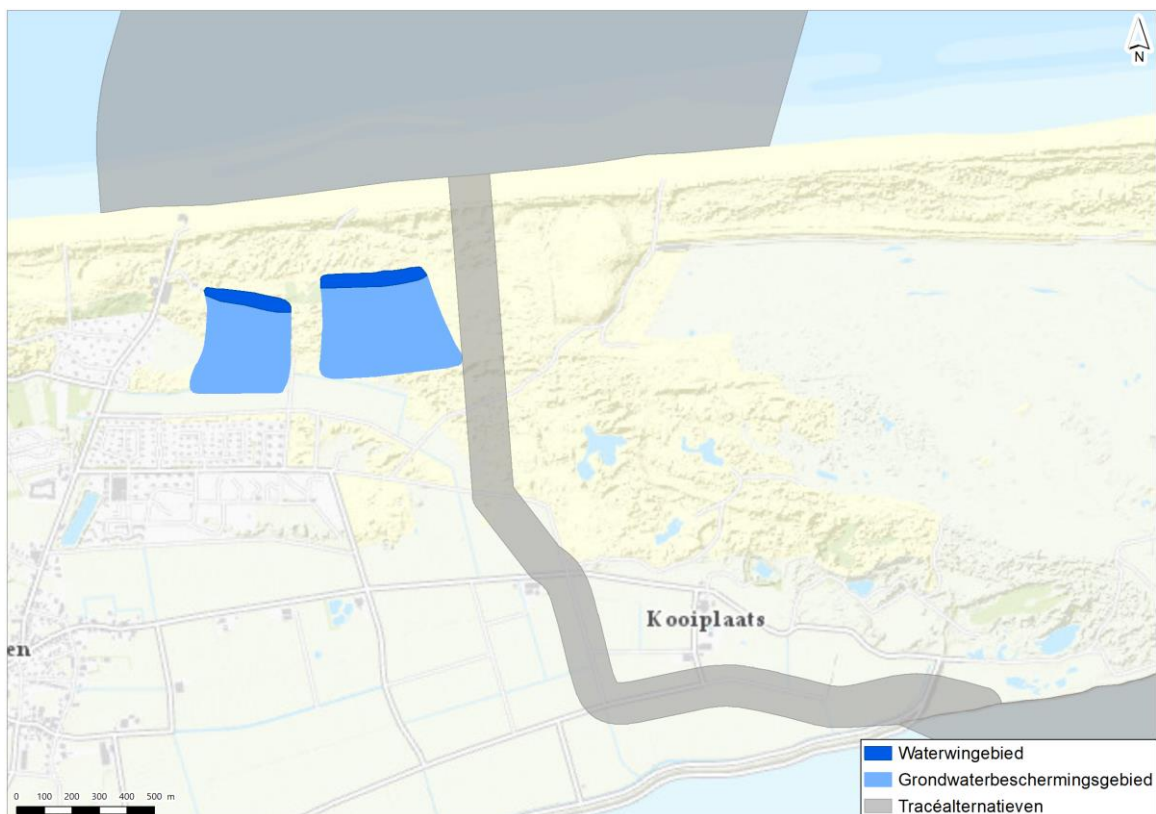 N
Kooiplaats
en
Waterwingebied
Grondwaterbeschermingsgebied
Tracéalternatieven
0 100 200 300 400 500 m